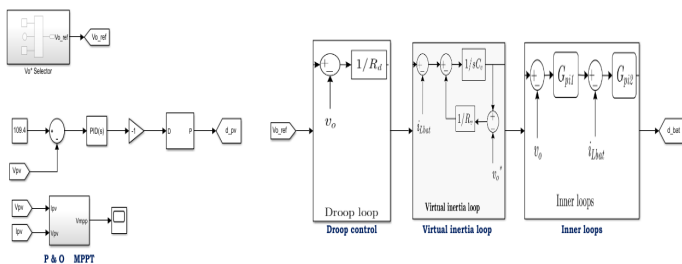 Vo_ref
Vo_ref
Vo* Selector
109.4
PID(s)
-1
D
P
d_pv
Vpv
Vpv
Ipv
Ipv
Vpv
Vmpp
P & O MPPT
Vo_ref
1/R_d
v_o
Droop loop
Droop control
1/sC_v
i_Lbat
v_o*
Virtual inertia loop
Virtual inertia loop
G_pi1
G_pi2
v_o
i_Lbat
Inner loops
Inner loops
d_bat